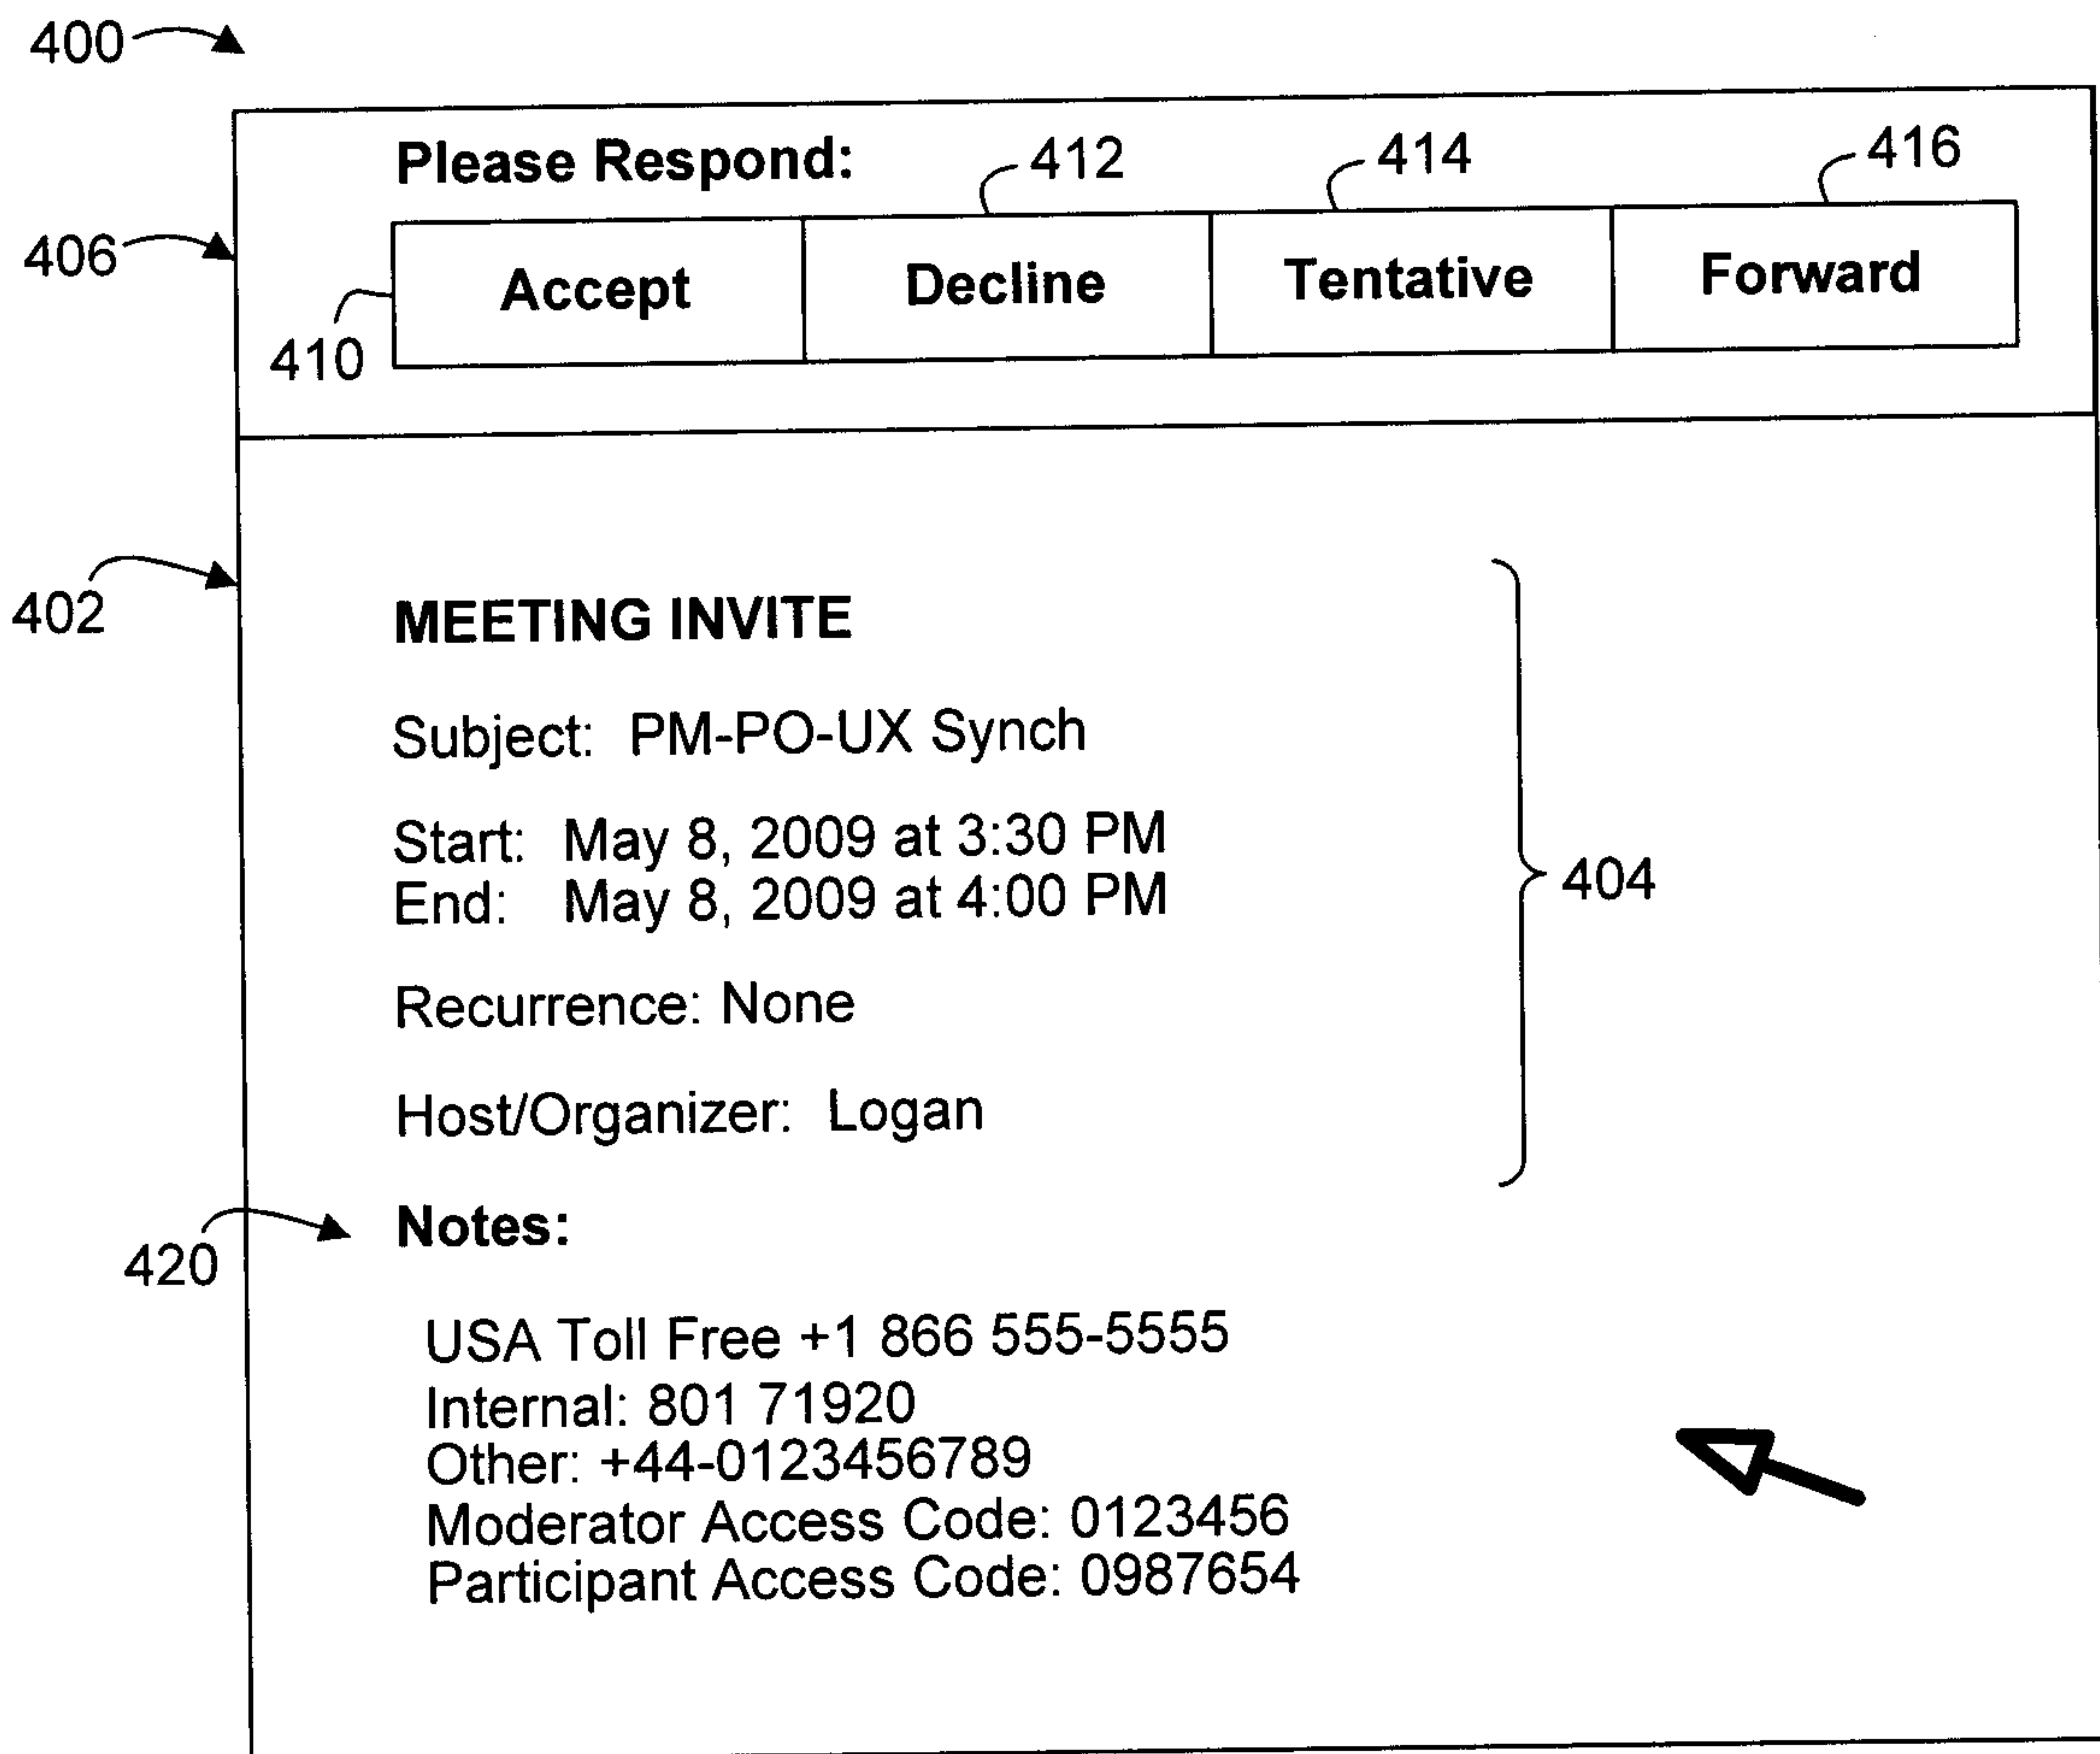 400
Please Respond: 412 414 416
406
410 Accept Decline Tentative Forward
402
MEETING INVITE
Subject: PM-PO-UX Synch
Start: May 8, 2009 at 3:30 PM
End: May 8, 2009 at 4:00 PM
404
Recurrence: None
Host/Organizer: Logan
420 Notes:
USA Toll Free +1 866 555-5555
Internal: 801 71920
Other: +44-0123456789
Moderator Access Code: 0123456
Participant Access Code: 0987654